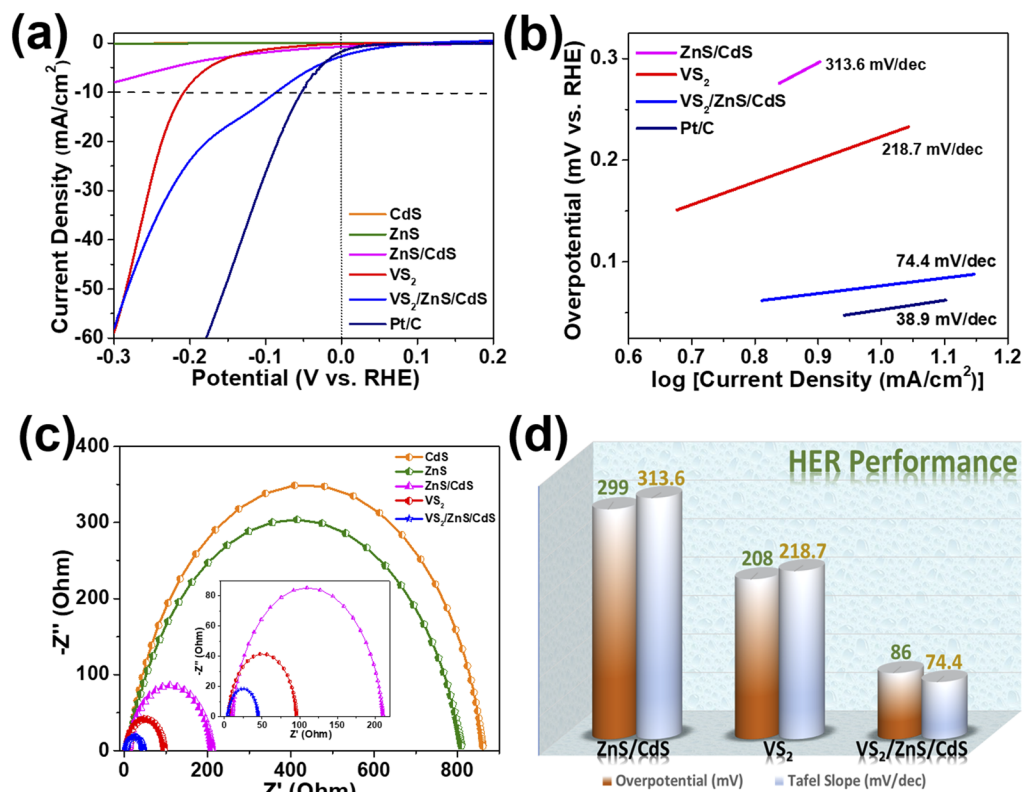 (a)
Current Density (mA/cm²)
0
-10
-20
-30
-40
-50
-60
CdS
ZnS
ZnS/CdS
VS₂
VS₂/ZnS/CdS
Pt/C
-0.3
-0.2
-0.1
0.0
0.1
0.2
Potential (V vs. RHE)
(b)
Overpotential (mV vs. RHE)
0.3
0.2
0.1
ZnS/CdS
VS₂
VS₂/ZnS/CdS
Pt/C
313.6 mV/dec
218.7 mV/dec
74.4 mV/dec
38.9 mV/dec
0.6
0.7
0.8
0.9
1.0
1.1
1.2
log [Current Density (mA/cm²)]
(c)
-Z'' (Ohm)
400
300
200
100
0
CdS
ZnS
ZnS/CdS
VS₂
VS₂/ZnS/CdS
-Z'' (Ohm)
80
60
40
20
0
0
50
100
150
200
Z' (Ohm)
0
200
400
600
800
Z' (Ohm)
(d)
HER Performance
299
313.6
208
218.7
86
74.4
ZnS/CdS
VS₂
VS₂/ZnS/CdS
Overpotential (mV)
Tafel Slope (mV/dec)